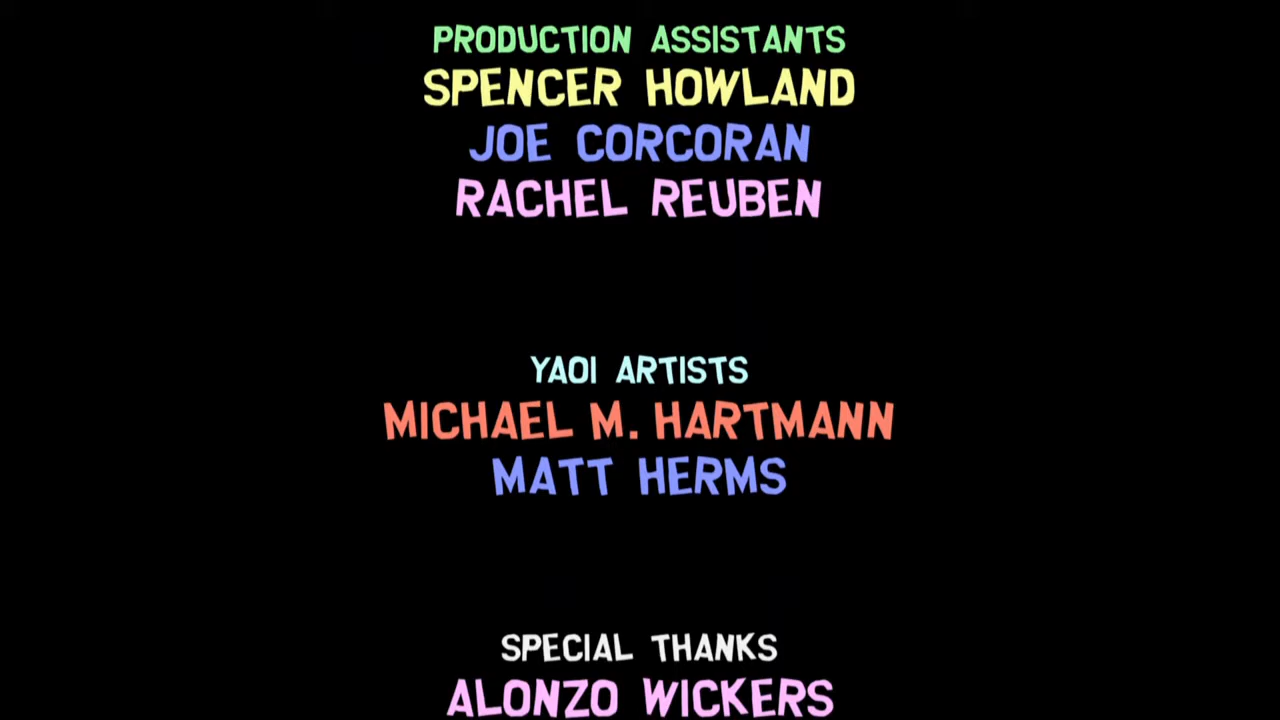 PRODUCTION ASSISTANTS
SPENCER HOWLAND
JOE CORCORAN
RACHEL REUBEN
YAOI ARTISTS
MICHAEL M. HARTMANN
MATT HERMS
SPECIAL THANKS
ALONZO WICKERS